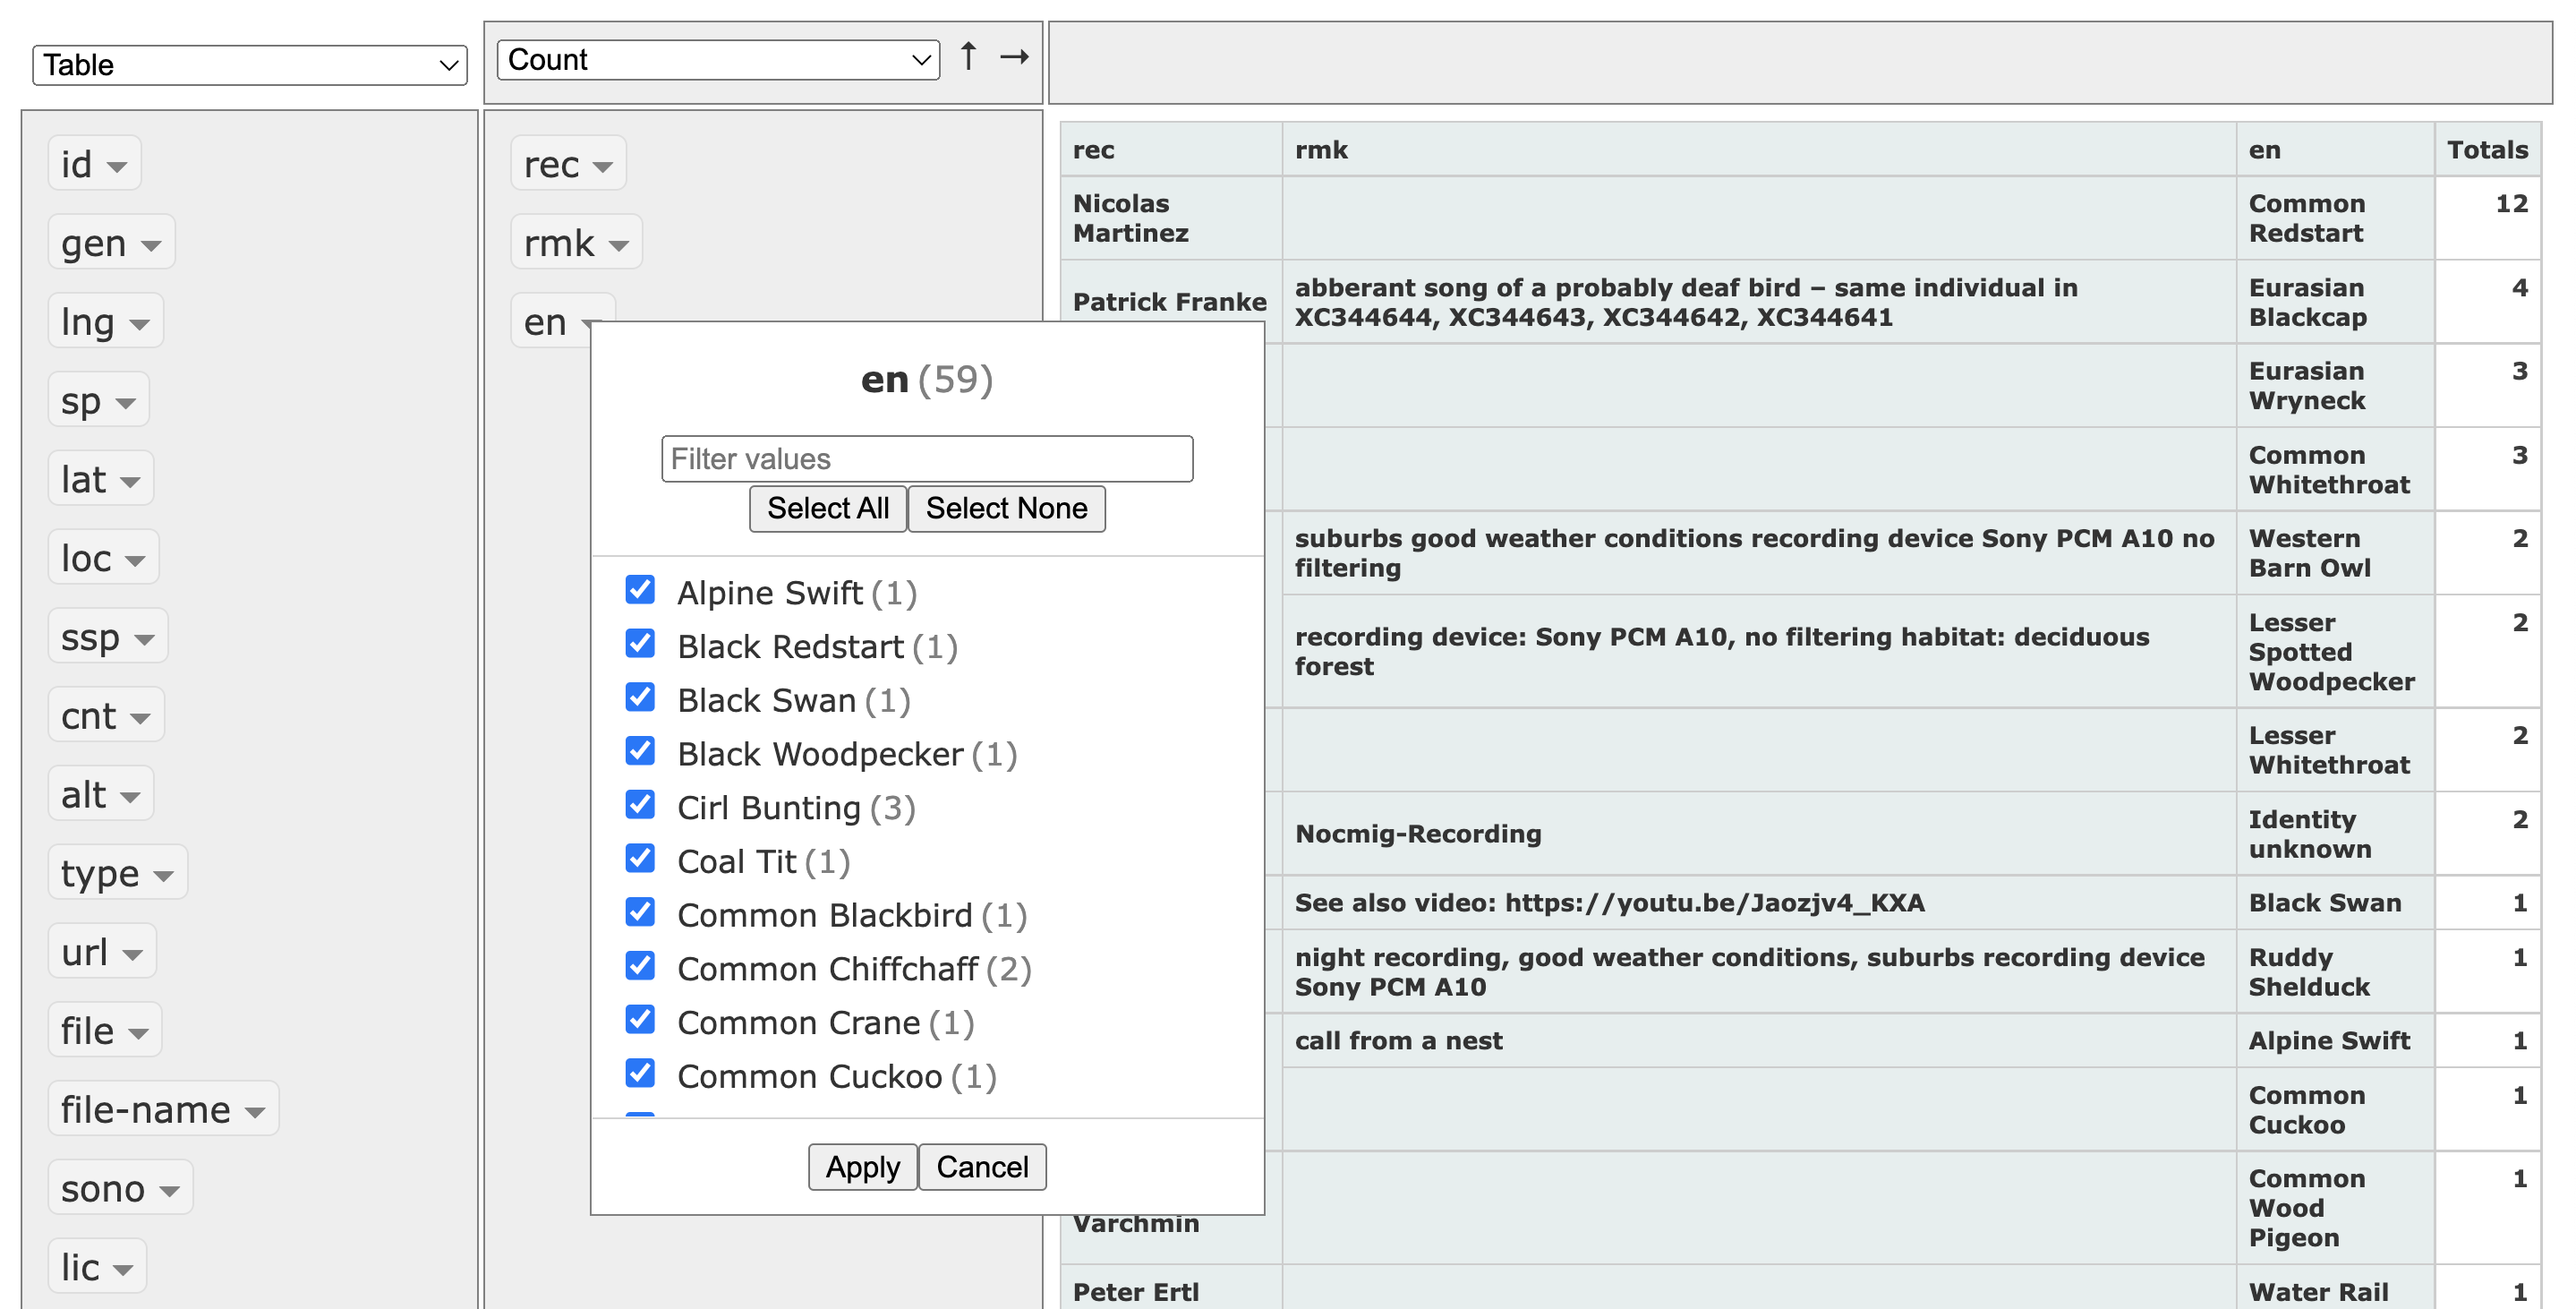 Table
Count ↑ →
id
gen
lng
sp
lat
loc
ssp
cnt
alt
type
url
file
file-name
sono
lic
rec
rmk
en
en (59)
Filter values
Select All Select None
Alpine Swift (1)
Black Redstart (1)
Black Swan (1)
Black Woodpecker (1)
Cirl Bunting (3)
Coal Tit (1)
Common Blackbird (1)
Common Chiffchaff (2)
Common Crane (1)
Common Cuckoo (1)
Apply Cancel
rec rmk en Totals
Nicolas
Martinez
Common
Redstart
12
Patrick Franke
abberant song of a probably deaf bird – same individual in
XC344644, XC344643, XC344642, XC344641
Eurasian
Blackcap
4
Eurasian
Wryneck
3
Common
Whitethroat
3
suburbs good weather conditions recording device Sony PCM A10 no
filtering
Western
Barn Owl
2
recording device: Sony PCM A10, no filtering habitat: deciduous
forest
Lesser
Spotted
Woodpecker
2
Lesser
Whitethroat
2
Nocmig-Recording
Identity
unknown
2
See also video: https://youtu.be/Jaozjv4_KXA
Black Swan
1
night recording, good weather conditions, suburbs recording device
Sony PCM A10
Ruddy
Shelduck
1
call from a nest
Alpine Swift
1
Common
Cuckoo
1
Varchmin
Common
Wood
Pigeon
1
Peter Ertl
Water Rail
1